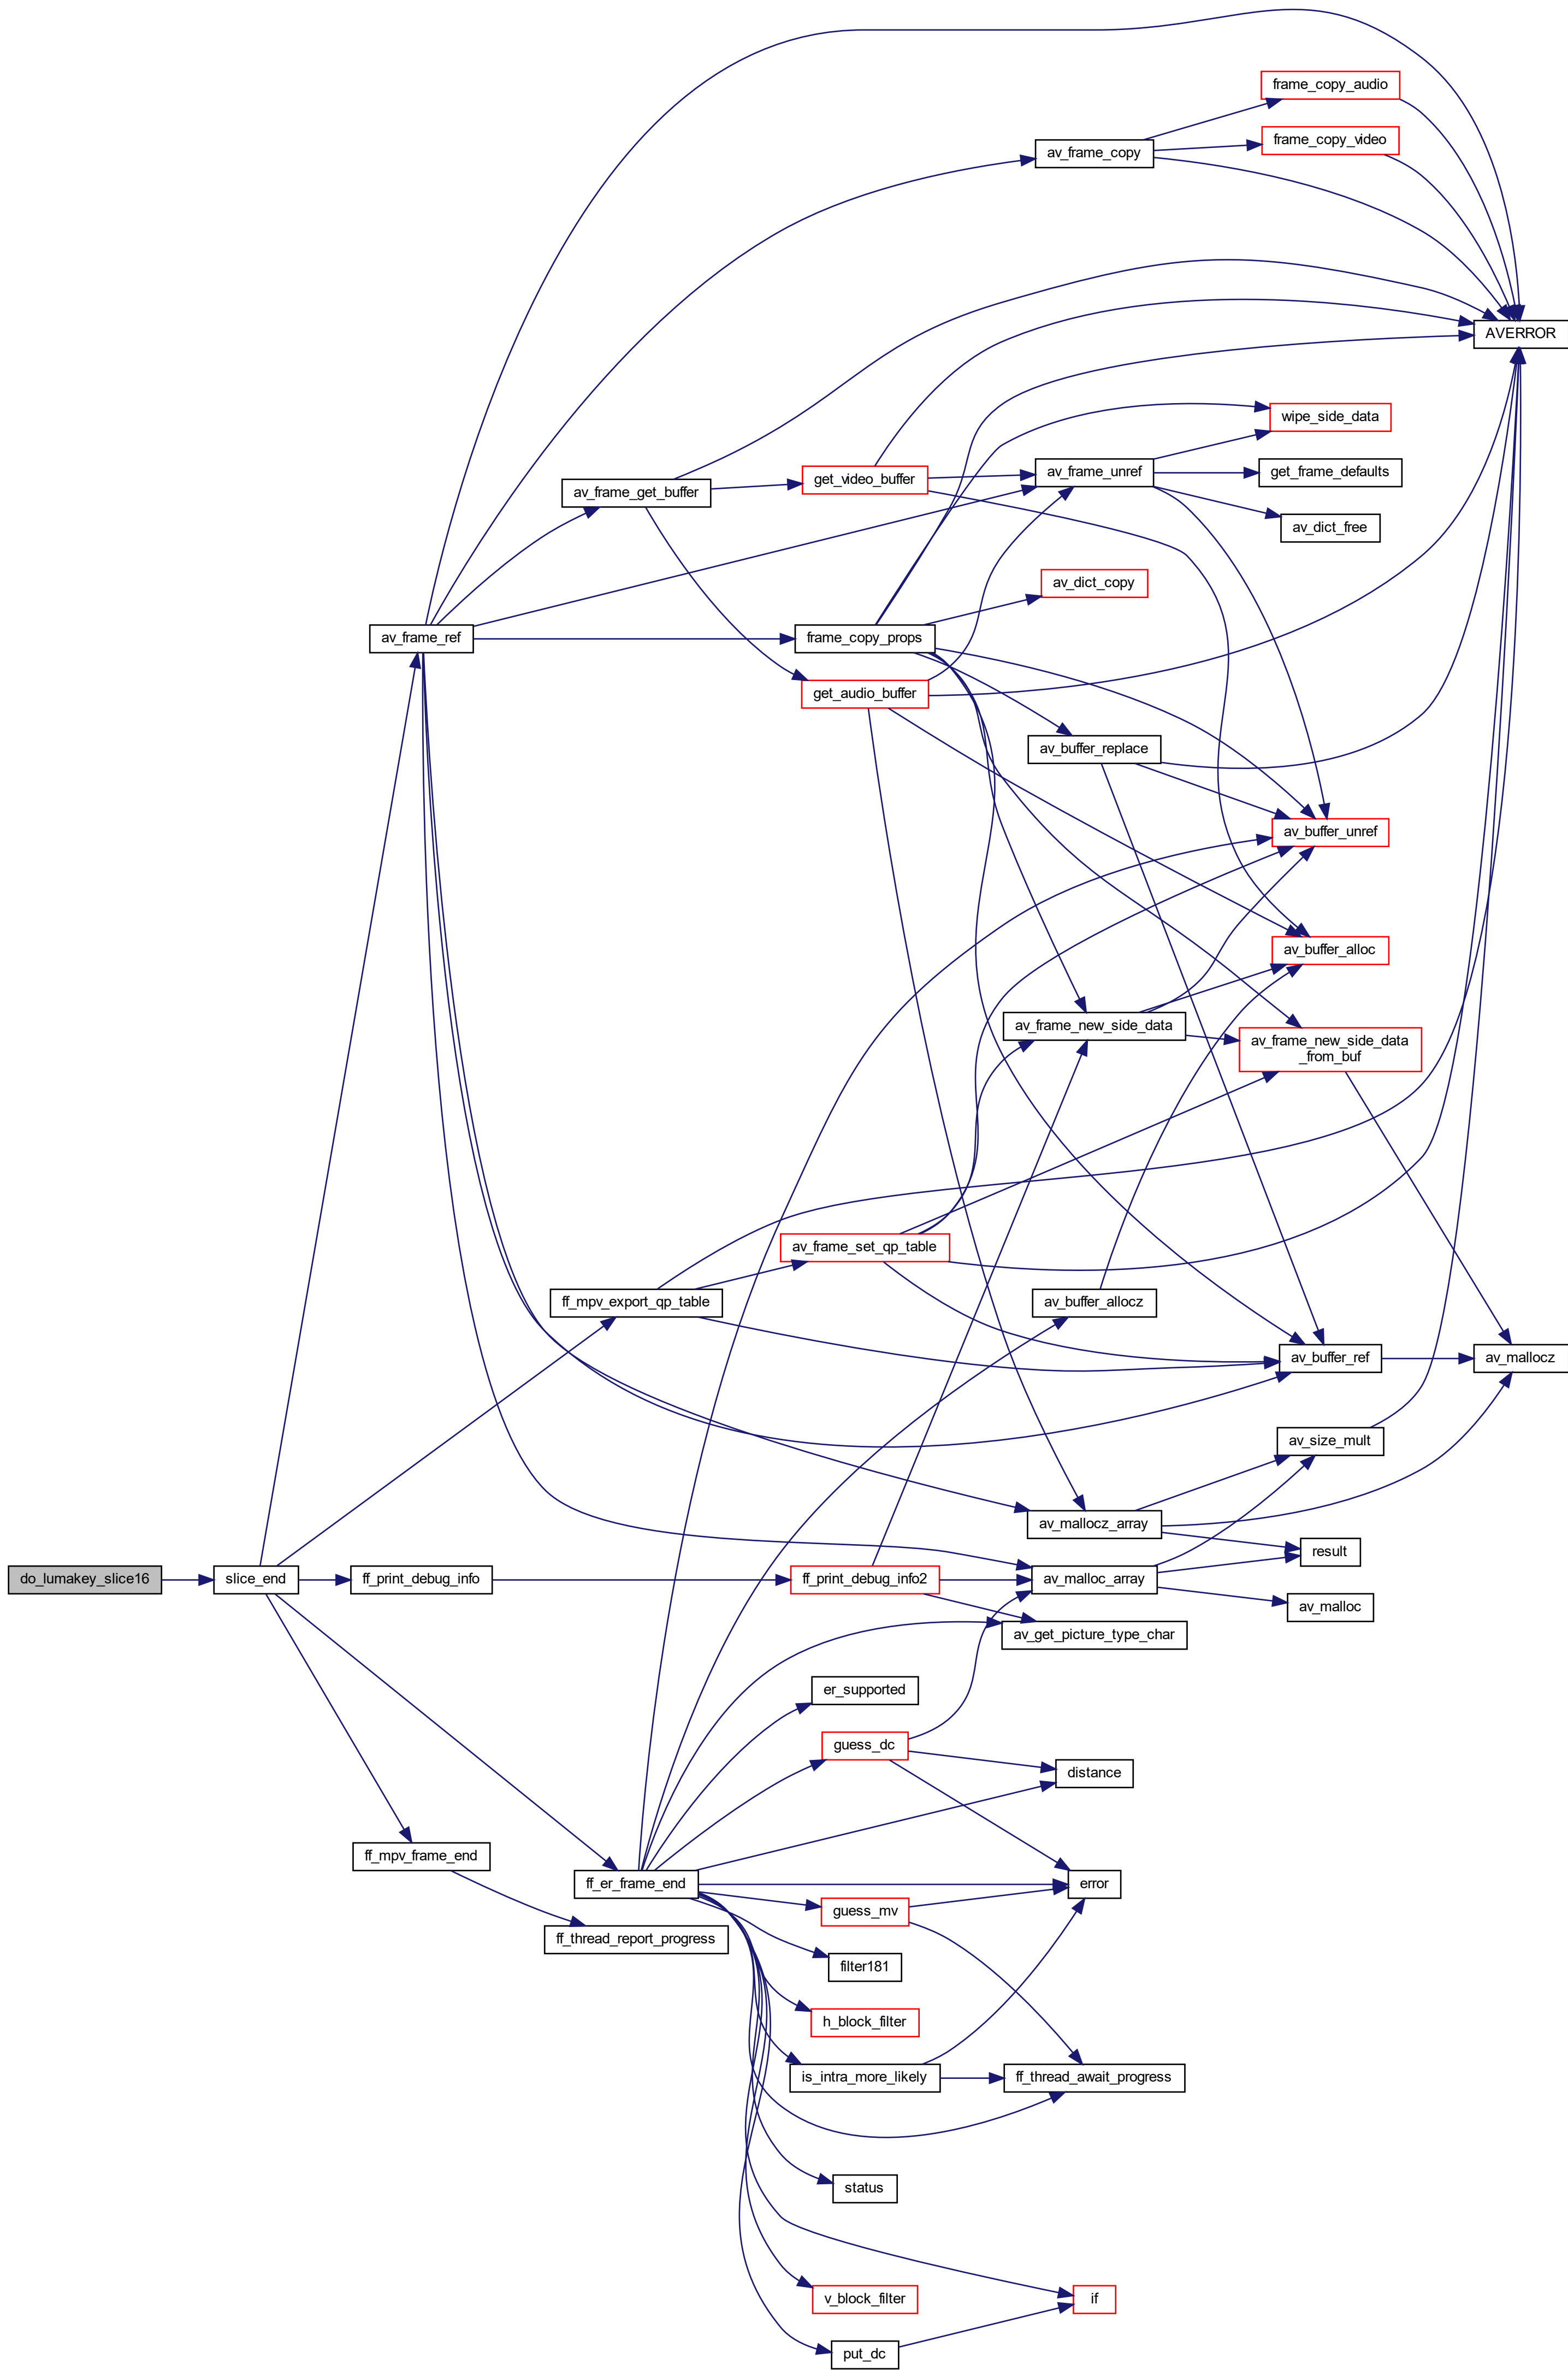 frame_copy_audio
frame_copy_video
av_frame_copy
AVERROR
wipe_side_data
av_frame_unref
get_frame_defaults
get_video_buffer
av_frame_get_buffer
av_dict_free
av_dict_copy
av_frame_ref
frame_copy_props
get_audio_buffer
av_buffer_replace
av_buffer_unref
av_buffer_alloc
av_frame_new_side_data
av_frame_new_side_data
_from_buf
av_frame_set_qp_table
ff_mpv_export_qp_table
av_buffer_allocz
av_buffer_ref
av_mallocz
av_size_mult
av_mallocz_array
result
do_lumakey_slice16
slice_end
ff_print_debug_info
ff_print_debug_info2
av_malloc_array
av_malloc
av_get_picture_type_char
er_supported
guess_dc
distance
ff_mpv_frame_end
ff_er_frame_end
error
guess_mv
ff_thread_report_progress
filter181
h_block_filter
is_intra_more_likely
ff_thread_await_progress
status
v_block_filter
if
put_dc